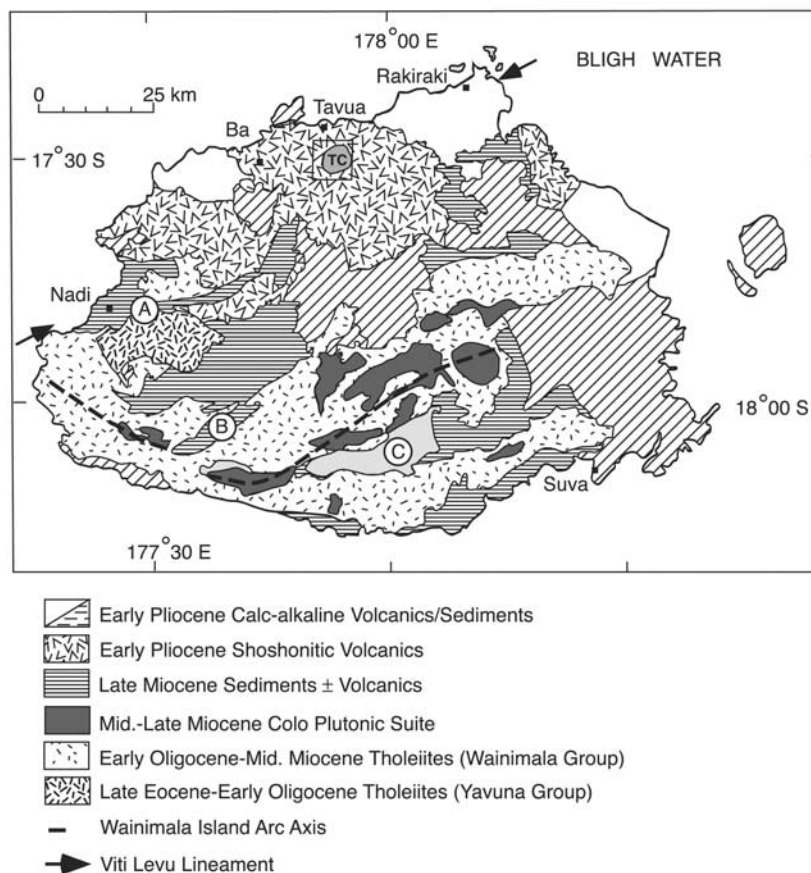 178°00 E
BLIGH WATER
Rakiraki
0 25 km
Tavua
Ba
17°30 S
TC
Nadi
A
B
18°00 S
C
Suva
177°30 E
Early Pliocene Calc-alkaline Volcanics/Sediments
Early Pliocene Shoshonitic Volcanics
Late Miocene Sediments ± Volcanics
Mid.-Late Miocene Colo Plutonic Suite
Early Oligocene-Mid. Miocene Tholeiites (Wainimala Group)
Late Eocene-Early Oligocene Tholeiites (Yavuna Group)
Wainimala Island Arc Axis
Viti Levu Lineament